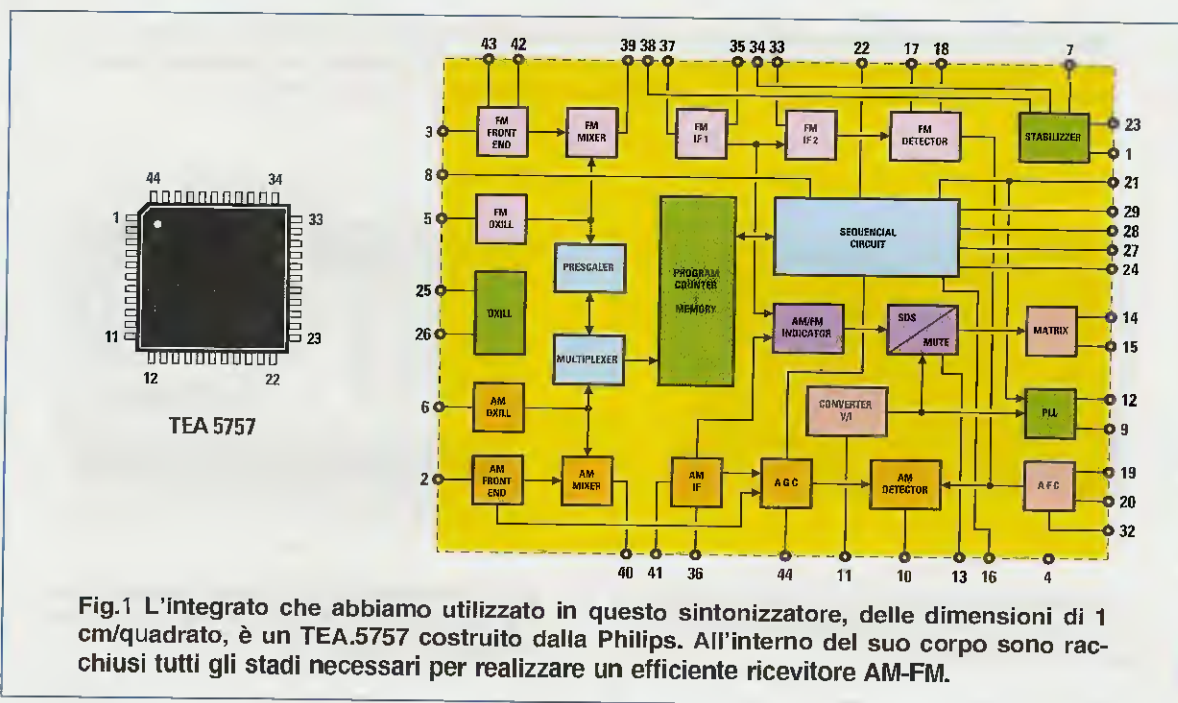 43 42 39 38 37 35 34 33 22 17 18 7
FM FRONT END
FM MIXER
FM IF 1
FM IF 2
FM DETECTOR
STABILIZZER
3
23
1
8
21
44 34
1
33
11
23
12
22
TEA 5757
5
FM OXILL
PRESCALER
PROGRAM COUNTER
MEMORY
SEQUENCIAL CIRCUIT
29
28
27
24
25
26
OXILL
MULTIPLEXER
AM/FM INDICATOR
SDS
MUTE
MATRIX
14
15
6
AM OXILL
CONVERTER V/I
PLL
12
9
2
AM FRONT END
AM MIXER
AM IF
A G C
AM DETECTOR
A F C
19
20
32
40 41 36 44 11 10 13 16 4
Fig.1 L'integrato che abbiamo utilizzato in questo sintonizzatore, delle dimensioni di 1
cm/quadrato, è un TEA.5757 costruito dalla Philips. All'interno del suo corpo sono rac-
chiusi tutti gli stadi necessari per realizzare un efficiente ricevitore AM-FM.